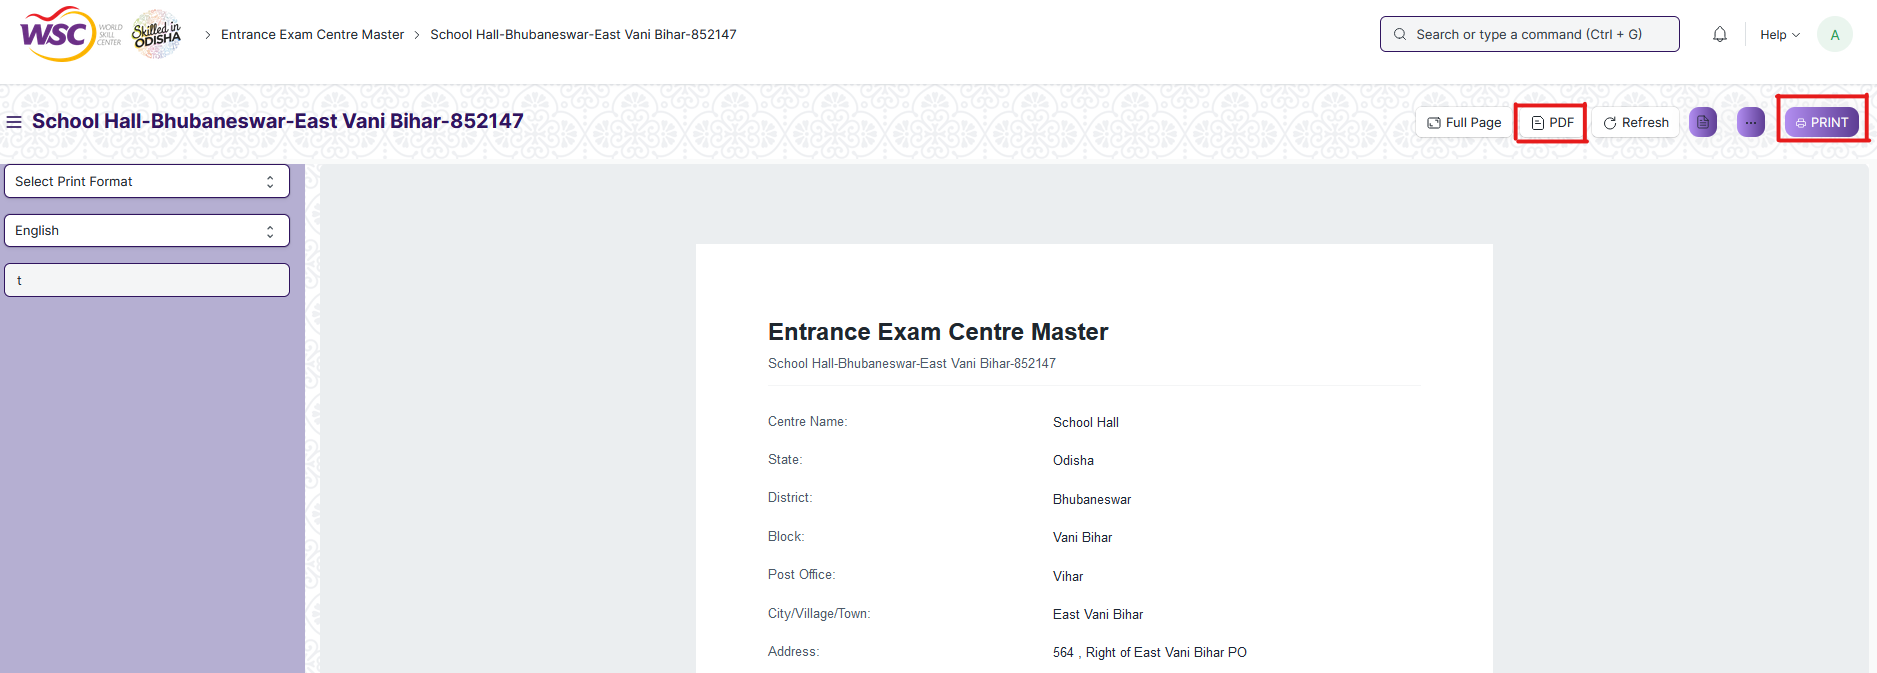 WSC WORLD SKILL CENTER Skilled in ODISHA > Entrance Exam Centre Master > School Hall-Bhubaneswar-East Vani Bihar-852147 Search or type a command (Ctrl + G) Help A
School Hall-Bhubaneswar-East Vani Bihar-852147 Full Page PDF Refresh ... PRINT
Select Print Format
English
t
Entrance Exam Centre Master
School Hall-Bhubaneswar-East Vani Bihar-852147
Centre Name: School Hall
State: Odisha
District: Bhubaneswar
Block: Vani Bihar
Post Office: Vihar
City/Village/Town: East Vani Bihar
Address: 564 , Right of East Vani Bihar PO